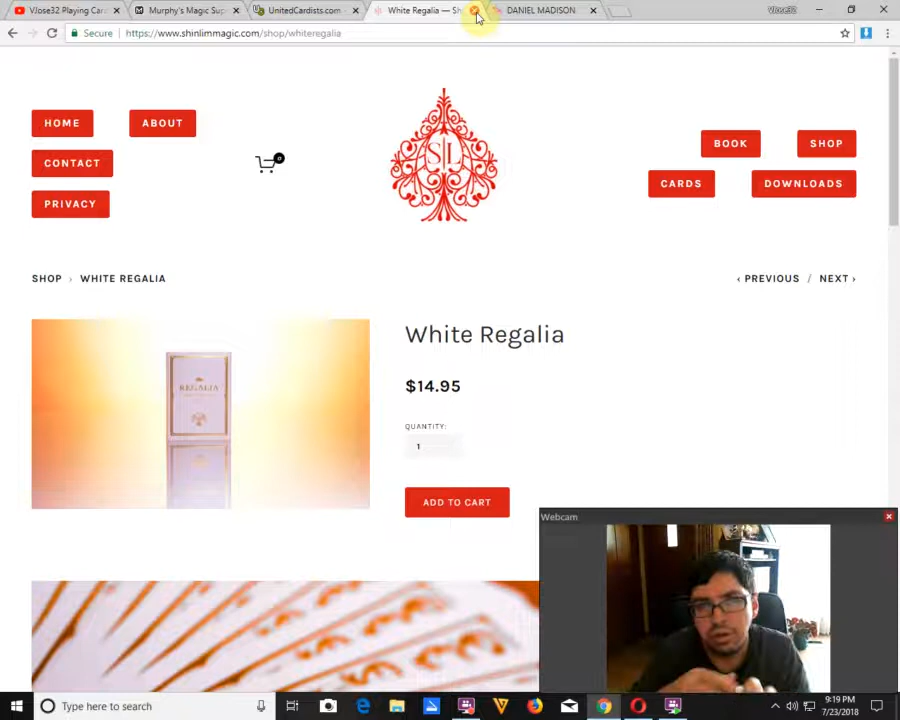 Vlose32 Playing Car
Murphy's Magic Sup
UnitedCardists.com -
White Regalia — Sh
DANIEL MADISON
Vlose32
Secure
https://www.shinlimmagic.com/shop/whiteregalia
HOME
ABOUT
CONTACT
PRIVACY
0
S L
BOOK
SHOP
CARDS
DOWNLOADS
SHOP › WHITE REGALIA
‹ PREVIOUS / NEXT ›
REGALIA
White Regalia
$14.95
QUANTITY:
1
ADD TO CART
Webcam
Type here to search
9:19 PM
7/23/2018